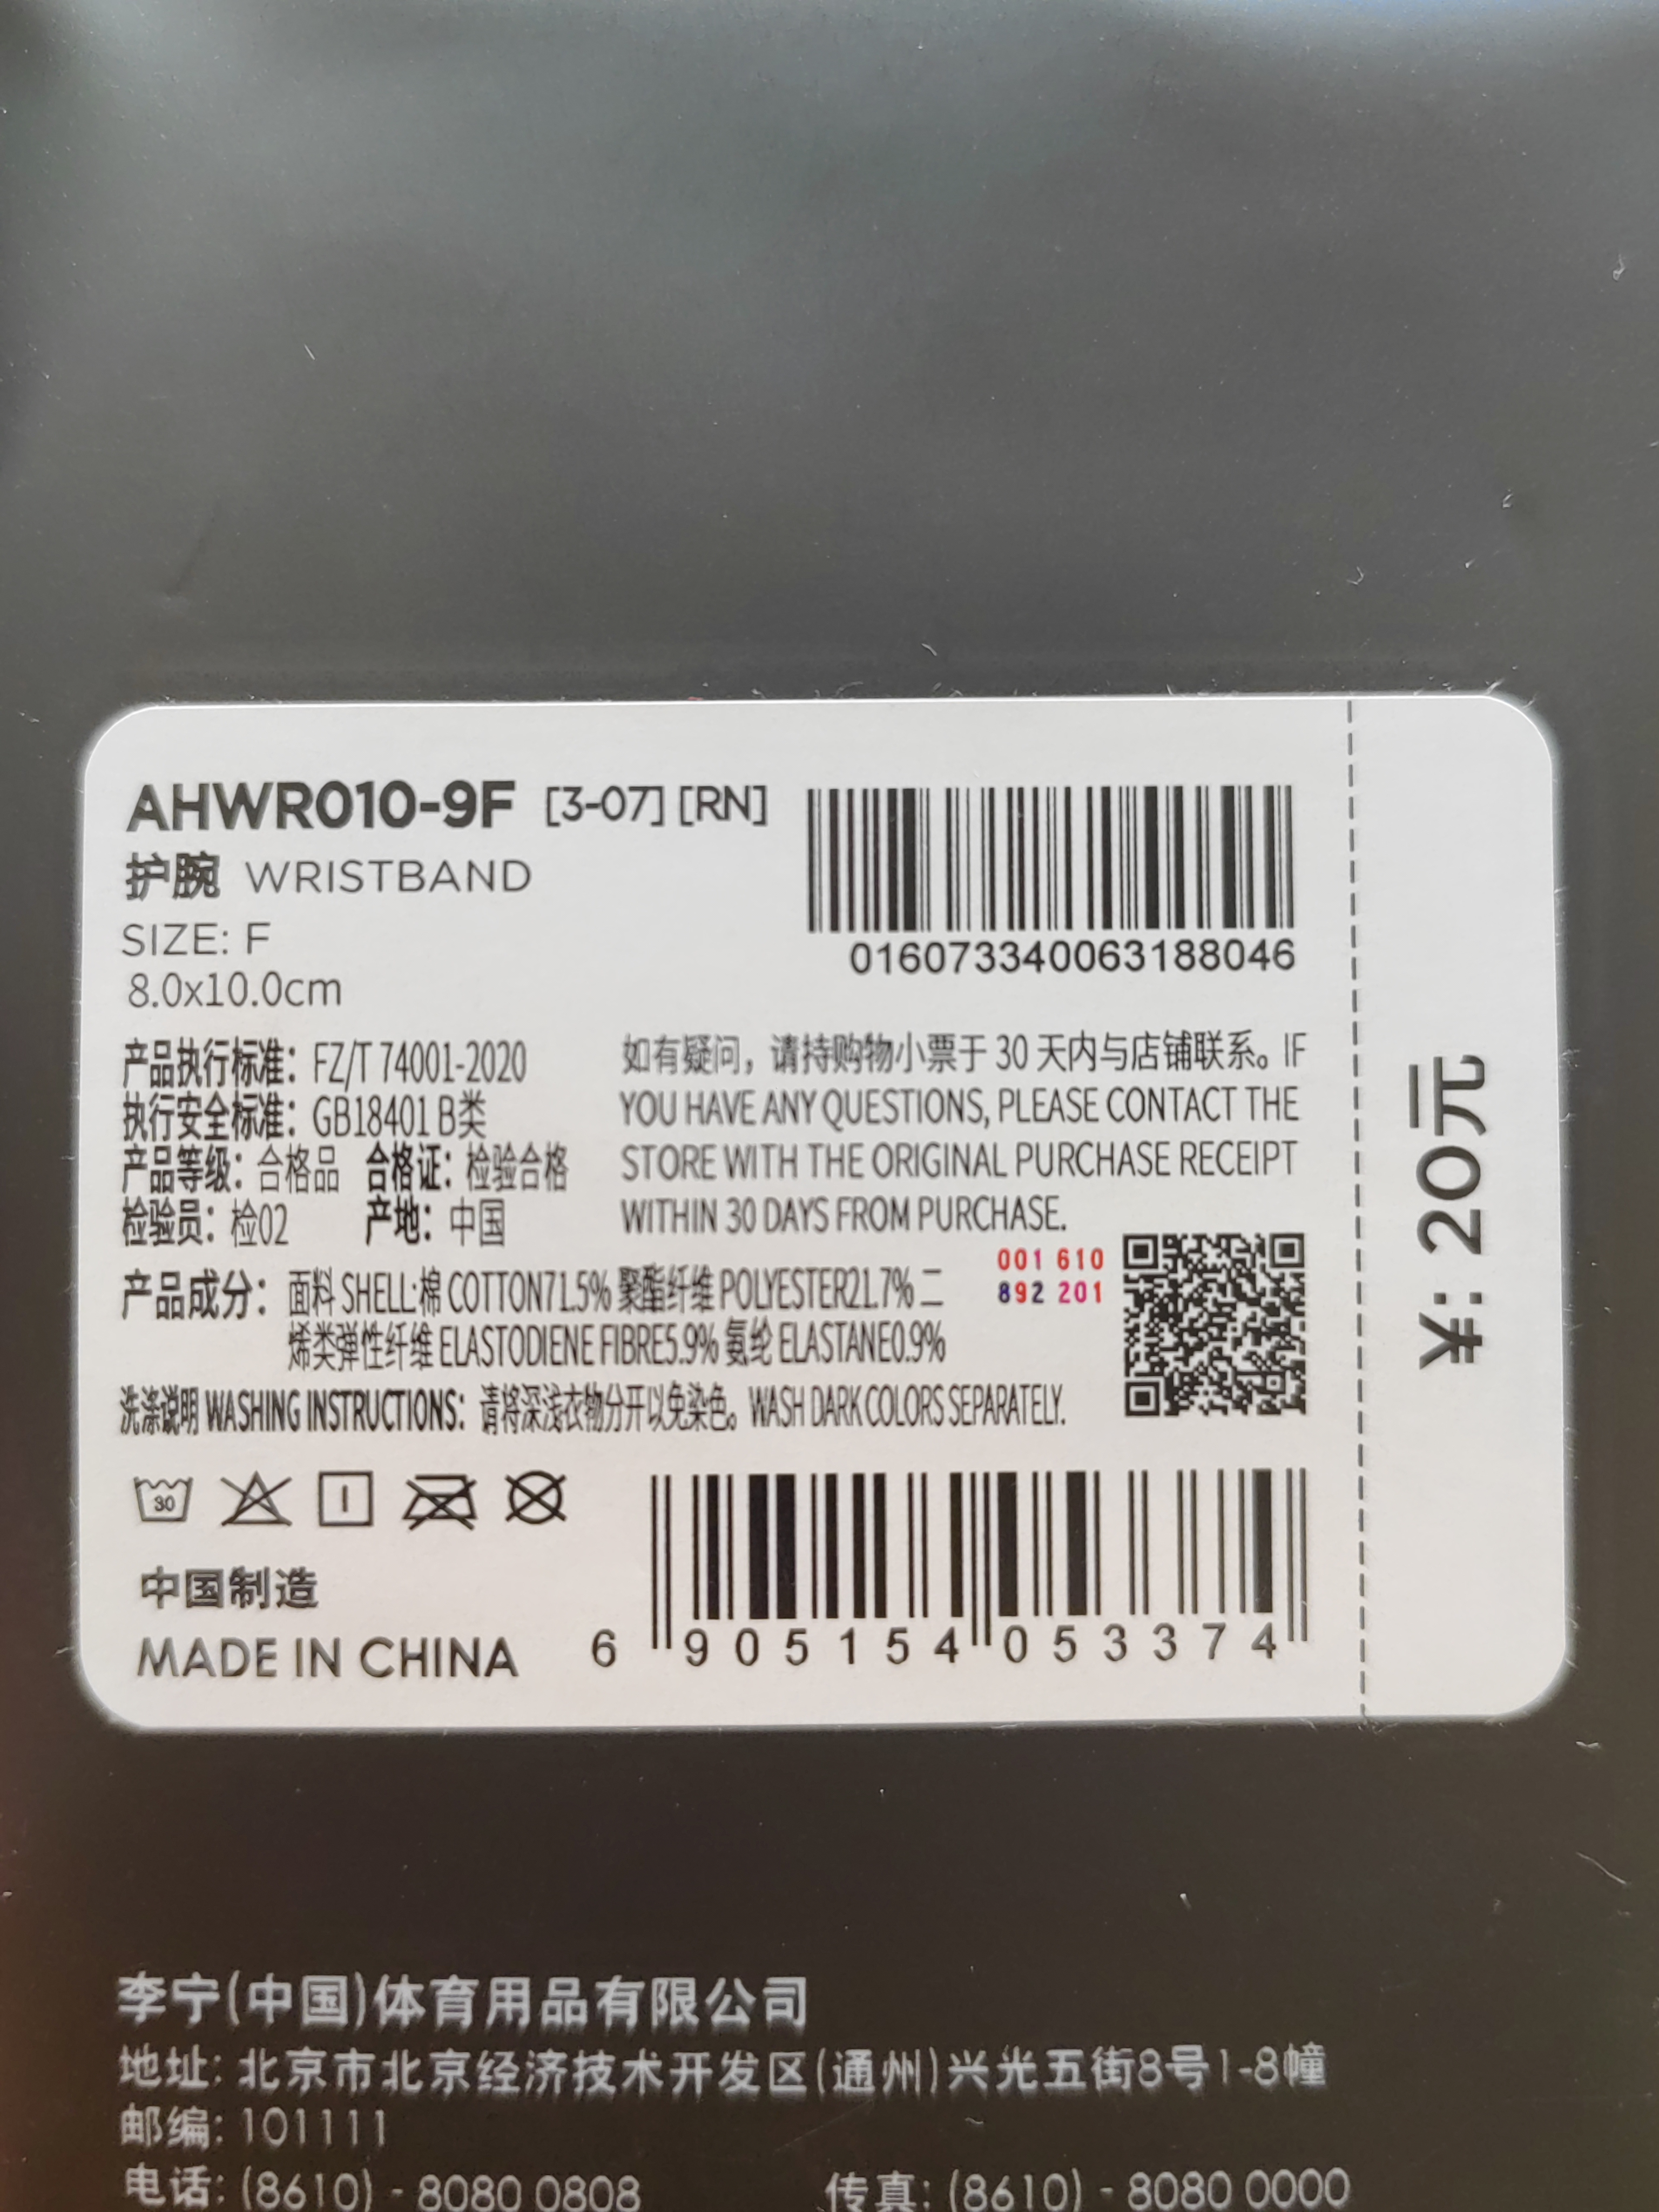 AHWR010-9F [3-07] [RN]
护腕 WRISTBAND
SIZE: F
8.0x10.0cm
016073340063188046
产品执行标准：FZ/T 74001-2020
执行安全标准：GB18401 B类
产品等级：合格品 合格证：检验合格
检验员：检02 产地：中国
如有疑问，请持购物小票于 30 天内与店铺联系。IF
YOU HAVE ANY QUESTIONS, PLEASE CONTACT THE
STORE WITH THE ORIGINAL PURCHASE RECEIPT
WITHIN 30 DAYS FROM PURCHASE.
001 610
892 201
产品成分：面料 SHELL:棉 COTTON71.5% 聚酯纤维 POLYESTER21.7% 二
烯类弹性纤维 ELASTODIENE FIBRE5.9% 氨纶 ELASTANE0.9%
洗涤说明 WASHING INSTRUCTIONS：请将深浅衣物分开以免染色。WASH DARK COLORS SEPARATELY.
30
中国制造
MADE IN CHINA
6 905154 053374
¥: 20元
李宁(中国)体育用品有限公司
地址: 北京市北京经济技术开发区(通州)兴光五街8号1-8幢
邮编: 101111
电话: (8610) - 8080 0808 传真: (8610) - 8080 0000